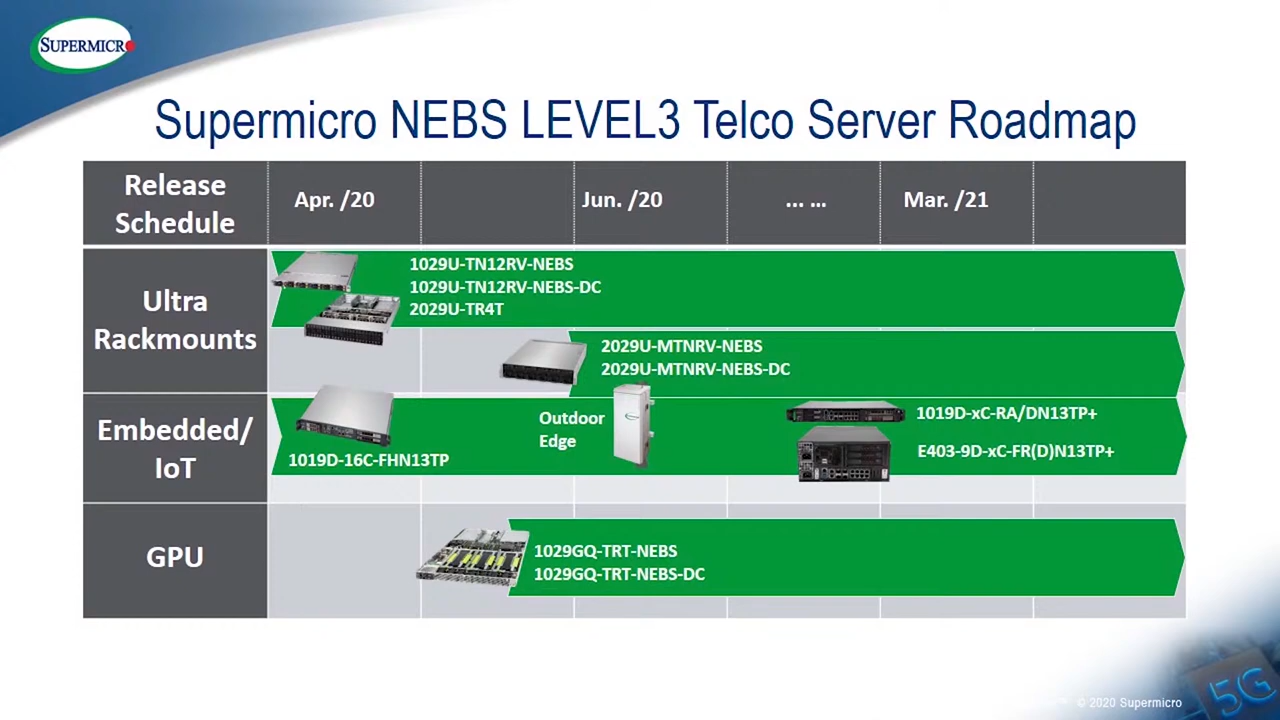 SUPERMICRO
Supermicro NEBS LEVEL3 Telco Server Roadmap
Release
Schedule
Apr. /20
Jun. /20
... ...
Mar. /21
Ultra
Rackmounts
1029U-TN12RV-NEBS
1029U-TN12RV-NEBS-DC
2029U-TR4T
2029U-MTNRV-NEBS
2029U-MTNRV-NEBS-DC
Embedded/
IoT
1019D-16C-FHN13TP
Outdoor
Edge
1019D-xC-RA/DN13TP+
E403-9D-xC-FR(D)N13TP+
GPU
1029GQ-TRT-NEBS
1029GQ-TRT-NEBS-DC
© 2020 Supermicro
5G